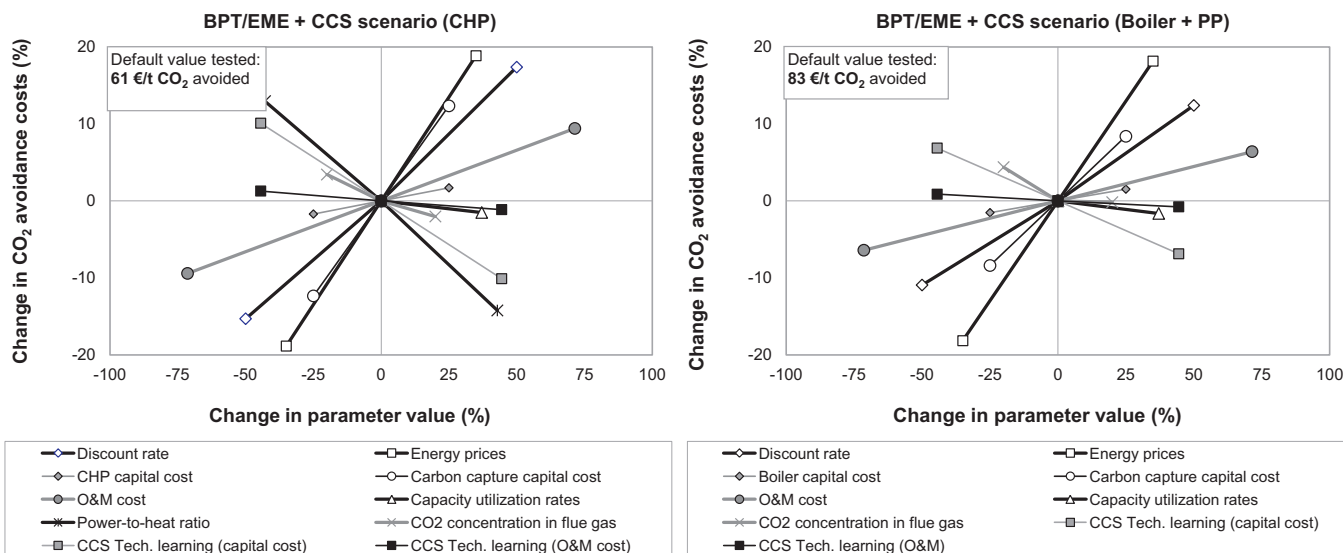 BPT/EME + CCS scenario (CHP)
Default value tested:
61 €/t CO2 avoided
Change in CO2 avoidance costs (%)
20
10
0
-10
-20
-100
-75
-50
-25
0
25
50
75
100
Change in parameter value (%)
Discount rate
Energy prices
CHP capital cost
Carbon capture capital cost
O&M cost
Capacity utilization rates
Power-to-heat ratio
CO2 concentration in flue gas
CCS Tech. learning (capital cost)
CCS Tech. learning (O&M cost)
BPT/EME + CCS scenario (Boiler + PP)
Default value tested:
83 €/t CO2 avoided
Change in CO2 avoidance costs (%)
20
10
0
-10
-20
-100
-75
-50
-25
0
25
50
75
100
Change in parameter value (%)
Discount rate
Energy prices
Boiler capital cost
Carbon capture capital cost
O&M cost
Capacity utilization rates
CO2 concentration in flue gas
CCS Tech. learning (capital cost)
CCS Tech. learning (O&M)